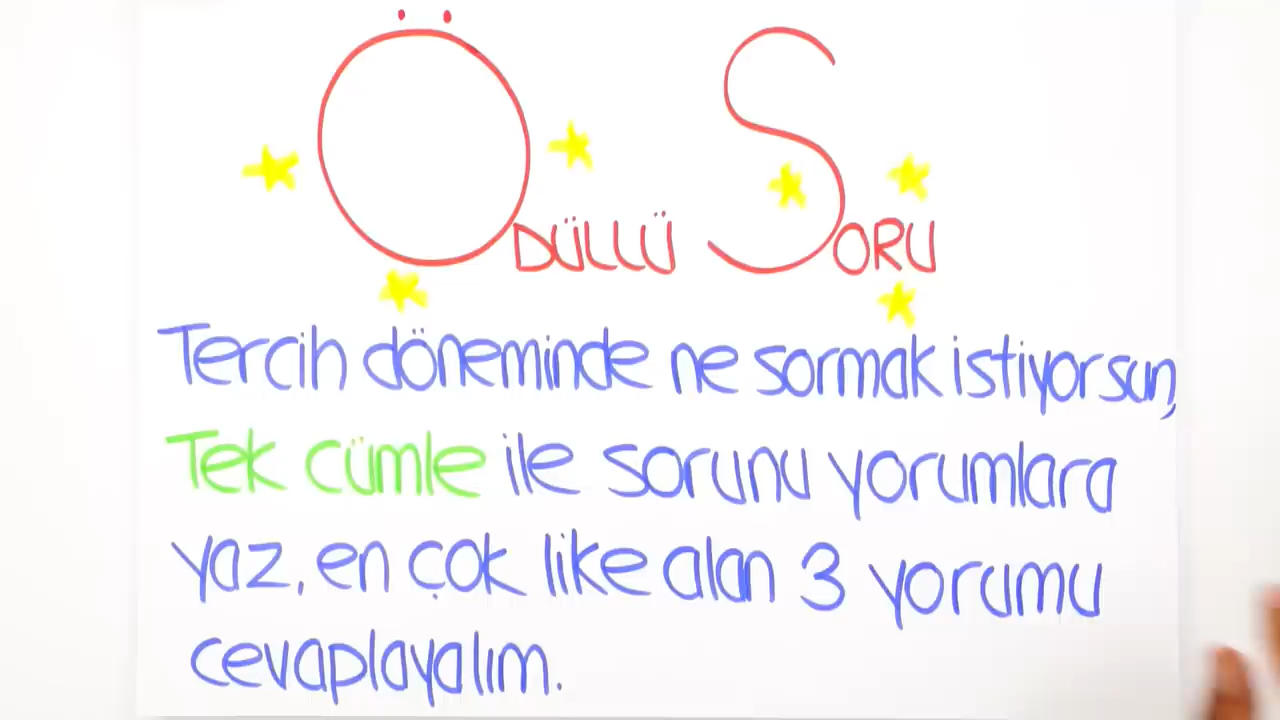 ÖDÜLLÜ SORU
Tercih döneminde ne sormak istiyorsun,
Tek cümle ile sorunu yorumlara
yaz, en çok like alan 3 yorumu
cevaplayalım.